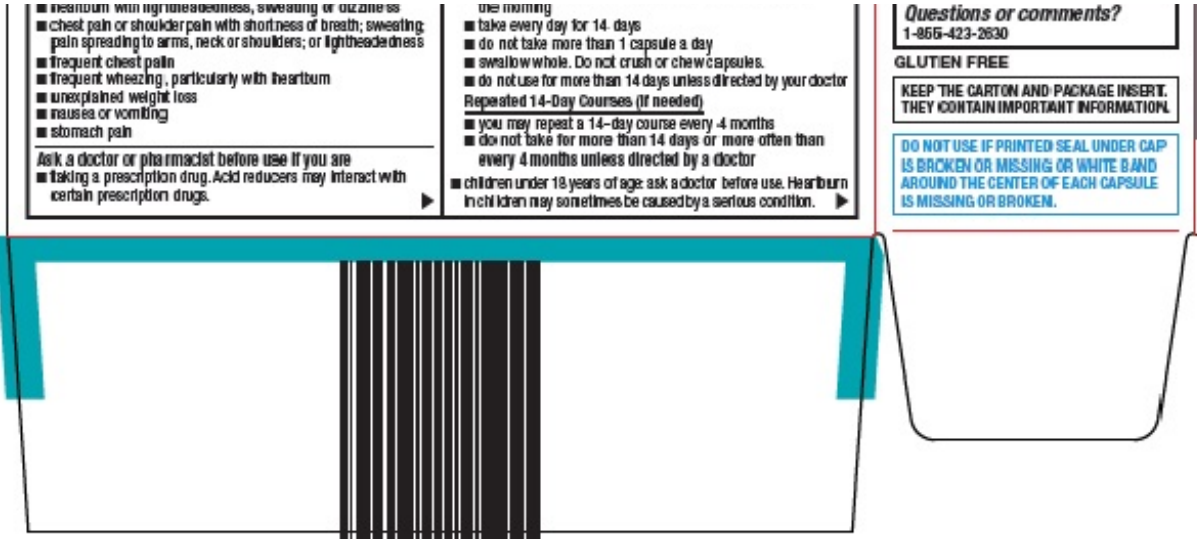 ■ heartburn with lightheadedness, sweating or dizziness
■ chest pain or shoulder pain with shortness of breath; sweating;
pain spreading to arms, neck or shoulders; or lightheadedness
■ frequent chest pain
■ frequent wheezing, particularly with heartburn
■ unexplained weight loss
■ nausea or vomiting
■ stomach pain
Ask a doctor or pharmacist before use if you are
■ taking a prescription drug. Acid reducers may interact with
certain prescription drugs.
the morning
■ take every day for 14 days
■ do not take more than 1 capsule a day
■ swallow whole. Do not crush or chew capsules.
■ do not use for more than 14 days unless directed by your doctor
Repeated 14-Day Courses (if needed)
■ you may repeat a 14-day course every 4 months
■ do not take for more than 14 days or more often than
every 4 months unless directed by a doctor
■ children under 18 years of age: ask a doctor before use. Heartburn
in children may sometimes be caused by a serious condition.
Questions or comments?
1-855-423-2630
GLUTEN FREE
KEEP THE CARTON AND PACKAGE INSERT.
THEY CONTAIN IMPORTANT INFORMATION.
DO NOT USE IF PRINTED SEAL UNDER CAP
IS BROKEN OR MISSING OR WHITE BAND
AROUND THE CENTER OF EACH CAPSULE
IS MISSING OR BROKEN.